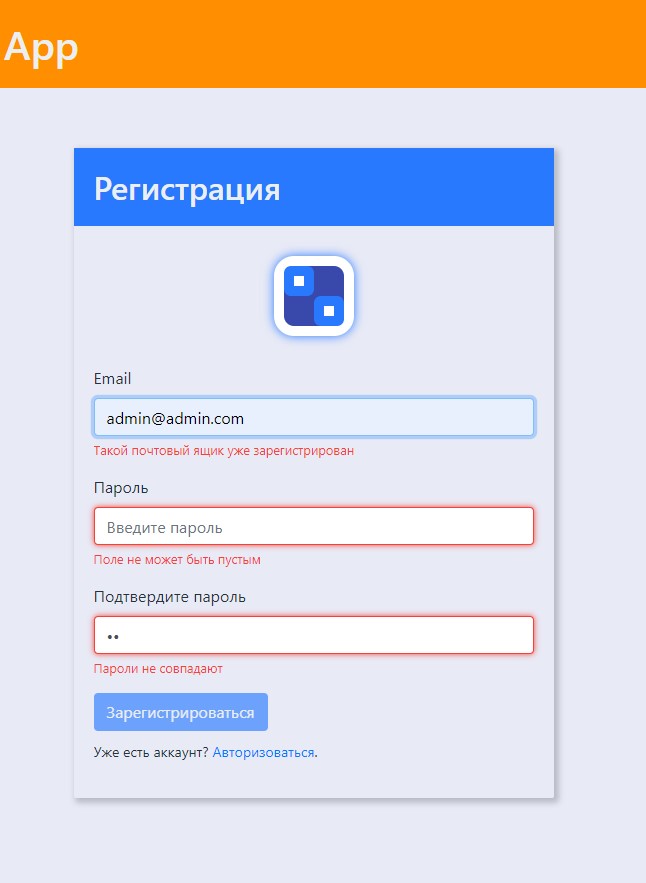 App
Регистрация
Email
admin@admin.com
Такой почтовый ящик уже зарегистрирован
Пароль
Введите пароль
Поле не может быть пустым
Подтвердите пароль
••
Пароли не совпадают
Зарегистрироваться
Уже есть аккаунт? Авторизоваться.